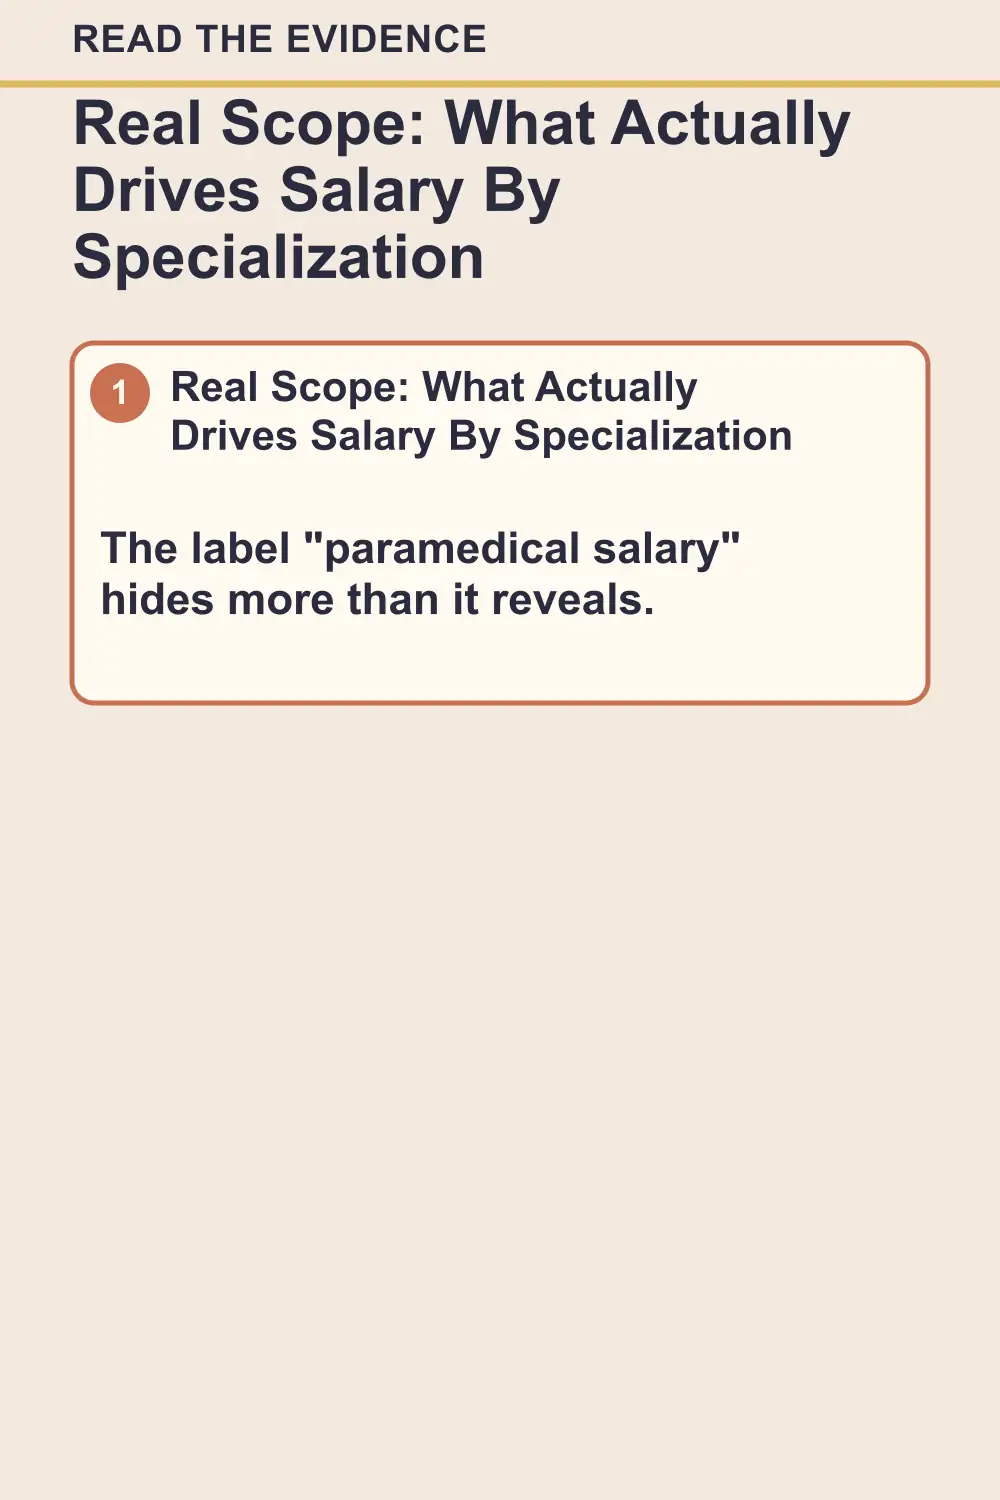 READ THE EVIDENCE
Real Scope: What Actually
Drives Salary By
Specialization
1
Real Scope: What Actually
Drives Salary By Specialization
The label "paramedical salary"
hides more than it reveals.